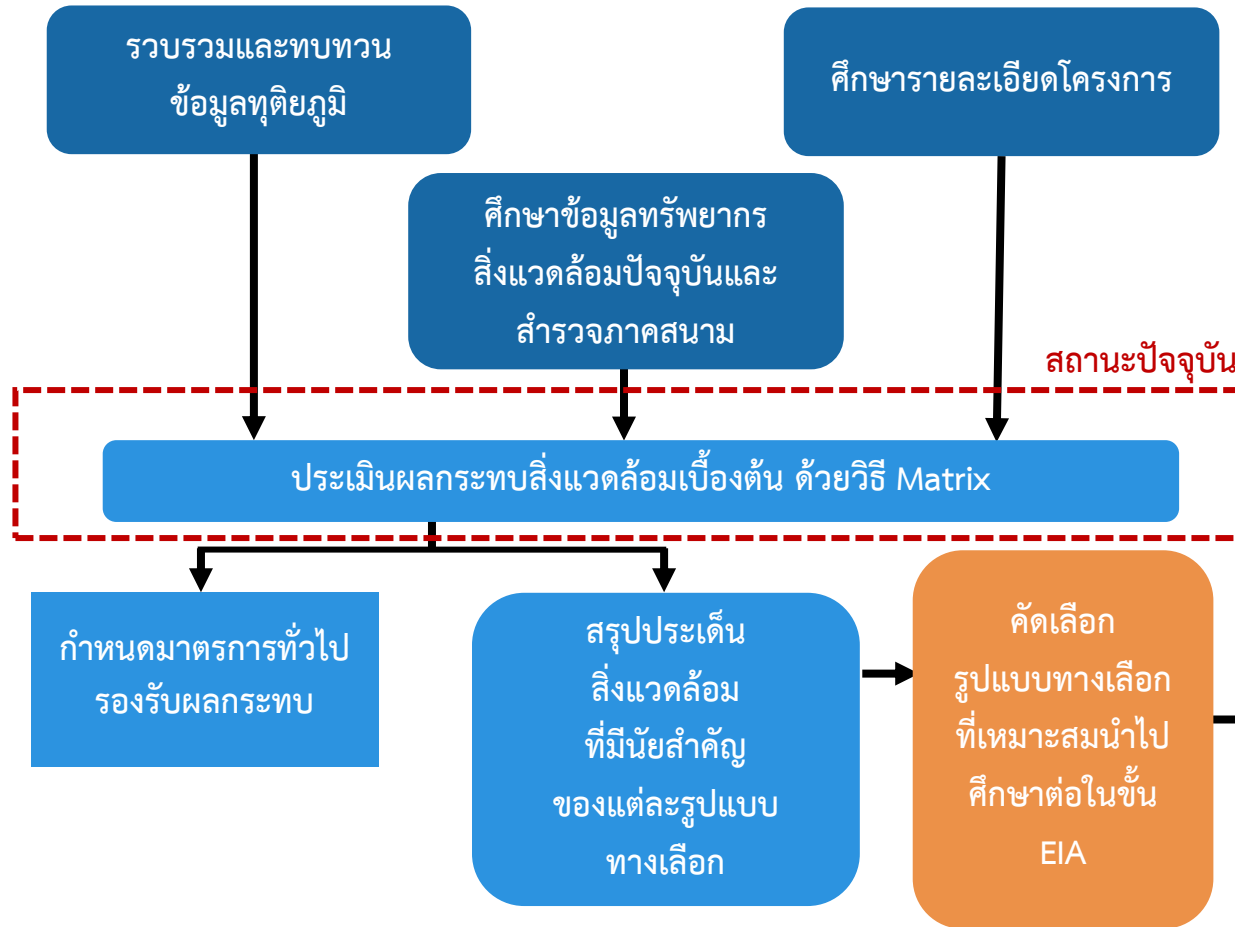 รวบรวมและทบทวน
ข้อมูลทุติยภูมิ
ศึกษารายละเอียดโครงการ
ศึกษาข้อมูลทรัพยากร
สิ่งแวดล้อมปัจจุบันและ
สำรวจภาคสนาม
สถานะปัจจุบัน
ประเมินผลกระทบสิ่งแวดล้อมเบื้องต้น ด้วยวิธี Matrix
กำหนดมาตรการทั่วไป
รองรับผลกระทบ
สรุปประเด็น
สิ่งแวดล้อม
ที่มีนัยสำคัญ
ของแต่ละรูปแบบ
ทางเลือก
คัดเลือก
รูปแบบทางเลือก
ที่เหมาะสมนำไป
ศึกษาต่อในขั้น
EIA